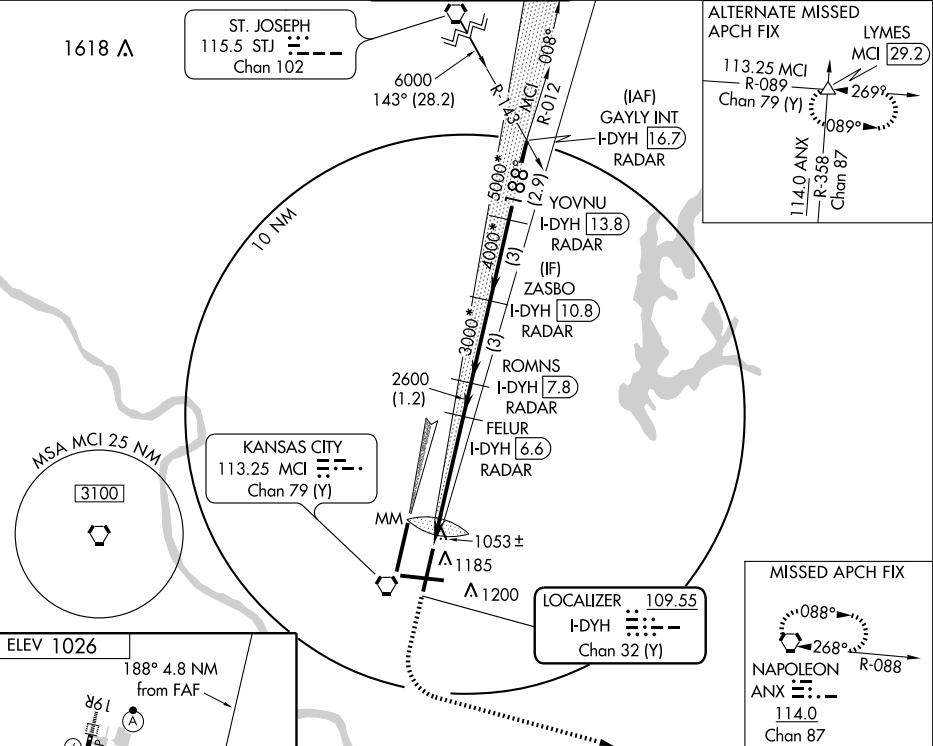 1618
ST. JOSEPH
115.5 STJ
Chan 102
6000
143° (28.2)
R-143
MCI
R-012
008°
(IAF)
GAYLY INT
I-DYH 16.7
RADAR
5000*
188°
(2.9)
YOVNU
I-DYH 13.8
RADAR
4000*
(3)
(IF)
ZASBO
I-DYH 10.8
RADAR
3000*
(3)
ROMNS
I-DYH 7.8
RADAR
2600
(1.2)
FELUR
I-DYH 6.6
RADAR
10 NM
ALTERNATE MISSED
APCH FIX
LYMES
MCI 29.2
113.25 MCI
R-089
Chan 79 (Y)
269°
089°
114.0 ANX
R-358
Chan 87
MSA MCI 25 NM
3100
KANSAS CITY
113.25 MCI
Chan 79 (Y)
MM
1053 ±
1185
1200
LOCALIZER 109.55
I-DYH
Chan 32 (Y)
MISSED APCH FIX
088°
268°
R-088
NAPOLEON
ANX
114.0
Chan 87
ELEV 1026
188° 4.8 NM
from FAF
19R
A
P